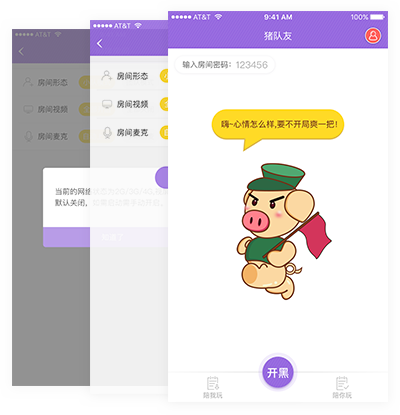 AT&T
AT&T
AT&T 9:41 AM 100%
猪队友
输入房间密码：123456
房间形态
房间视频
房间麦克
房间形态
房间视频
房间麦克
嗨~心情怎么样,要不开局爽一把!
当前的网络
默认关闭,
开黑
陪我玩
陪你玩